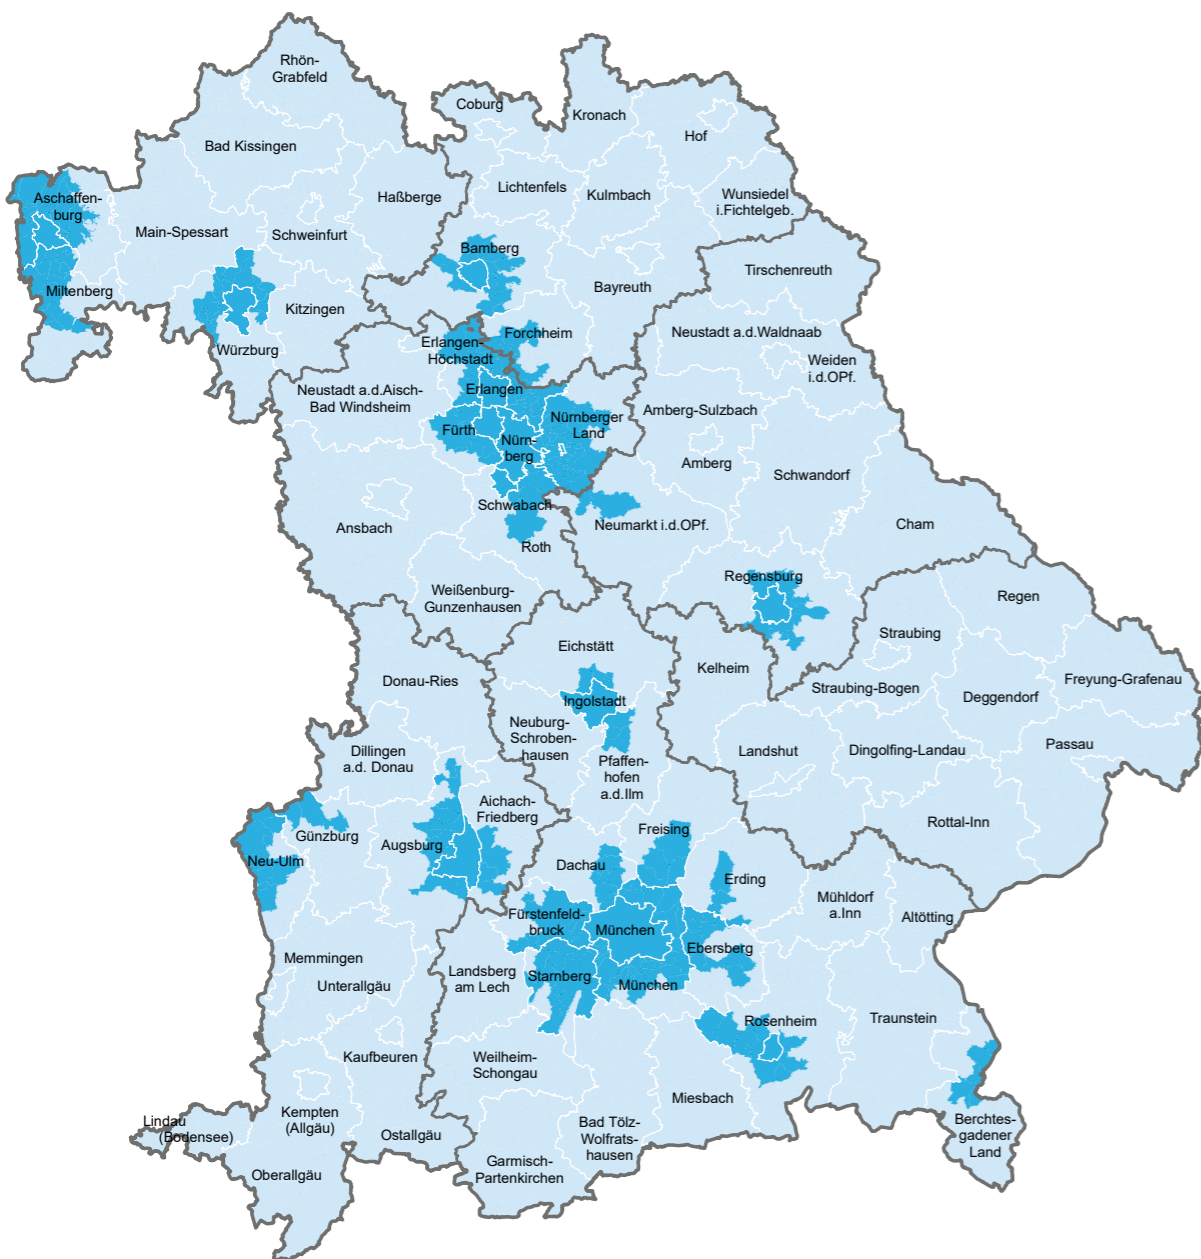 Rhön-
Grabfeld
Coburg
Kronach
Hof
Bad Kissingen
Lichtenfels
Kulmbach
Wunsiedel
i.Fichtelgeb.
Haßberge
Aschaffen-
burg
Main-Spessart
Schweinfurt
Bamberg
Tirschenreuth
Miltenberg
Kitzingen
Bayreuth
Würzburg
Erlangen-
Höchstadt
Forchheim
Neustadt a.d.Waldnaab
Weiden
i.d.OPf.
Neustadt a.d.Aisch-
Bad Windsheim
Erlangen
Fürth
Nürn-
berg
Nürnberger
Land
Amberg-Sulzbach
Amberg
Schwandorf
Ansbach
Schwabach
Roth
Neumarkt i.d.OPf.
Cham
Weißenburg-
Gunzenhausen
Regensburg
Regen
Eichstätt
Kelheim
Straubing
Donau-Ries
Ingolstadt
Straubing-Bogen
Deggendorf
Freyung-Grafenau
Neuburg-
Schroben-
hausen
Pfaffen-
hofen
a.d.Ilm
Landshut
Dingolfing-Landau
Passau
Dillingen
a.d. Donau
Aichach-
Friedberg
Rottal-Inn
Günzburg
Augsburg
Freising
Neu-Ulm
Dachau
Erding
Mühldorf
a.Inn
Altötting
Fürstenfeld-
bruck
München
Ebersberg
Memmingen
Unterallgäu
Landsberg
am Lech
Starnberg
München
Rosenheim
Traunstein
Kaufbeuren
Weilheim-
Schongau
Miesbach
Lindau
(Bodensee)
Kempten
(Allgäu)
Ostallgäu
Bad Tölz-
Wolfrats-
hausen
Berchtes-
gadener
Land
Oberallgäu
Garmisch-
Partenkirchen